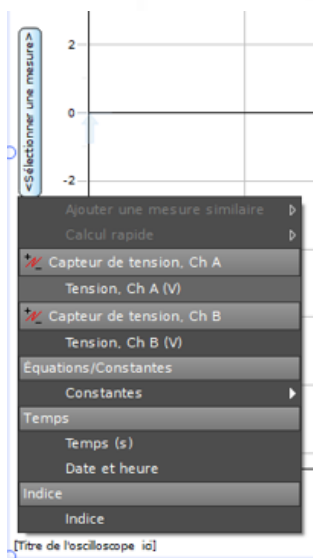 2
0
-2
<Sélectionner une mesure>
Ajouter une mesure similaire
Calcul rapide
Capteur de tension, Ch A
Tension, Ch A (V)
Capteur de tension, Ch B
Tension, Ch B (V)
Équations/Constantes
Constantes
Temps
Temps (s)
Date et heure
Indice
Indice
[Titre de l'oscilloscope ici]